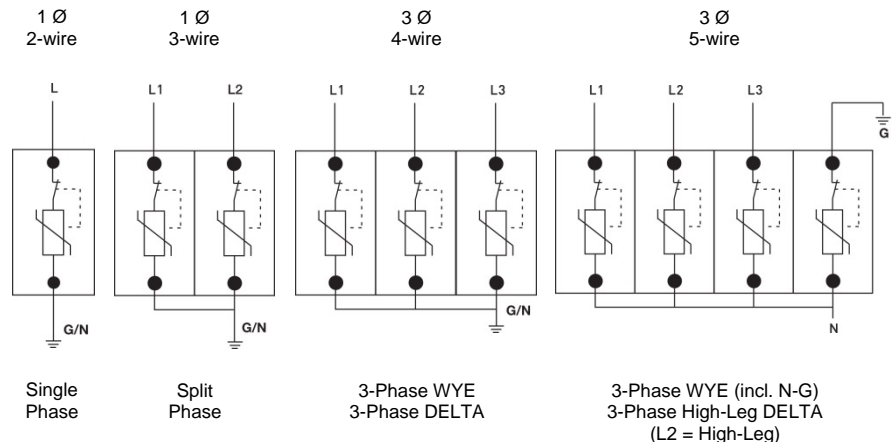 1 Ø
2-wire
1 Ø
3-wire
3 Ø
4-wire
3 Ø
5-wire
L
L1
L2
L1
L2
L3
L1
L2
L3
G
G/N
G/N
G/N
N
Single
Phase
Split
Phase
3-Phase WYE
3-Phase DELTA
3-Phase WYE (incl. N-G)
3-Phase High-Leg DELTA
(L2 = High-Leg)